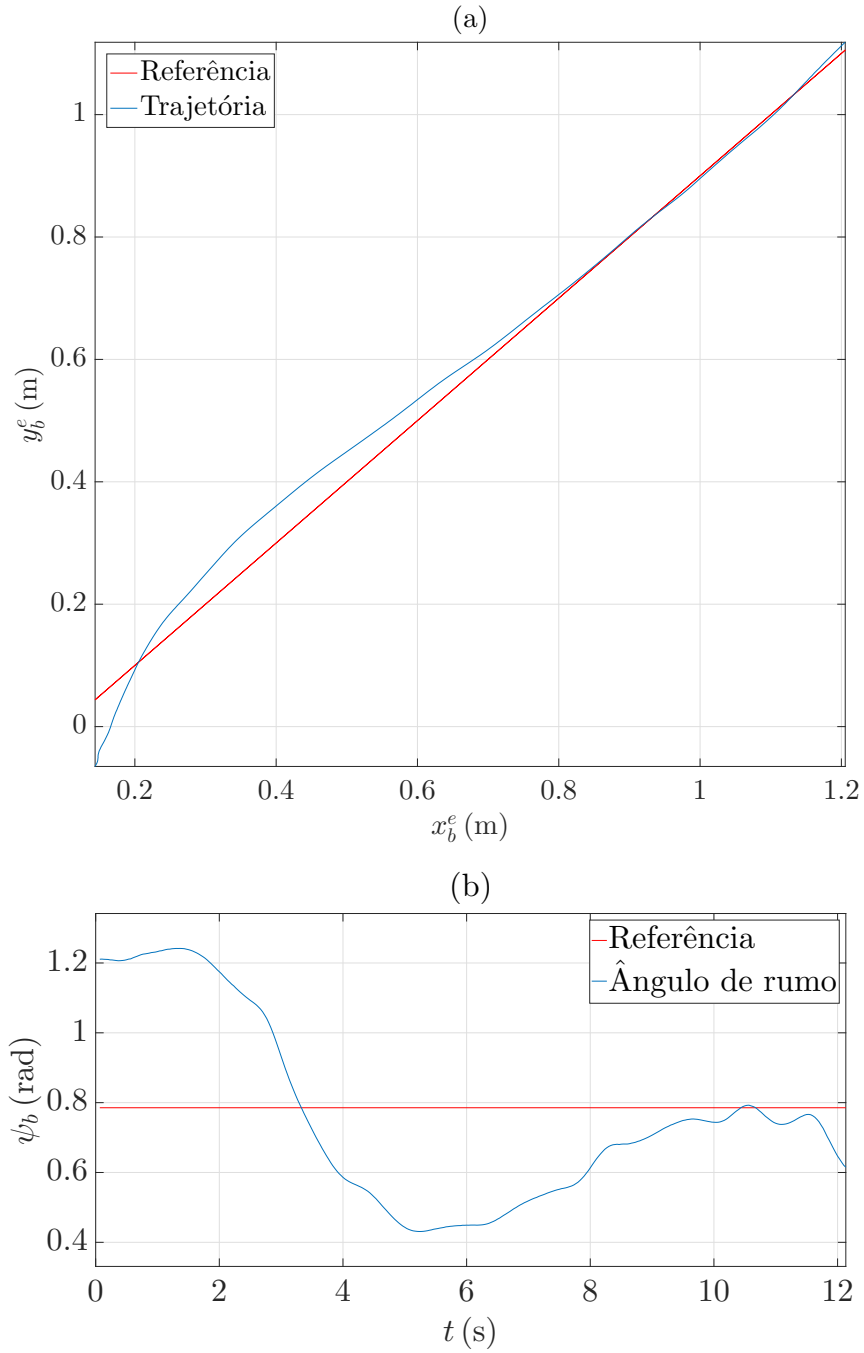 (a)
Referência
Trajetória
1
0.8
0.6
0.4
0.2
0
y_b^e (m)
0.2 0.4 0.6 0.8 1 1.2
x_b^e (m)
(b)
Referência
Ângulo de rumo
1.2
1
0.8
0.6
0.4
ψ_b (rad)
0 2 4 6 8 10 12
t (s)